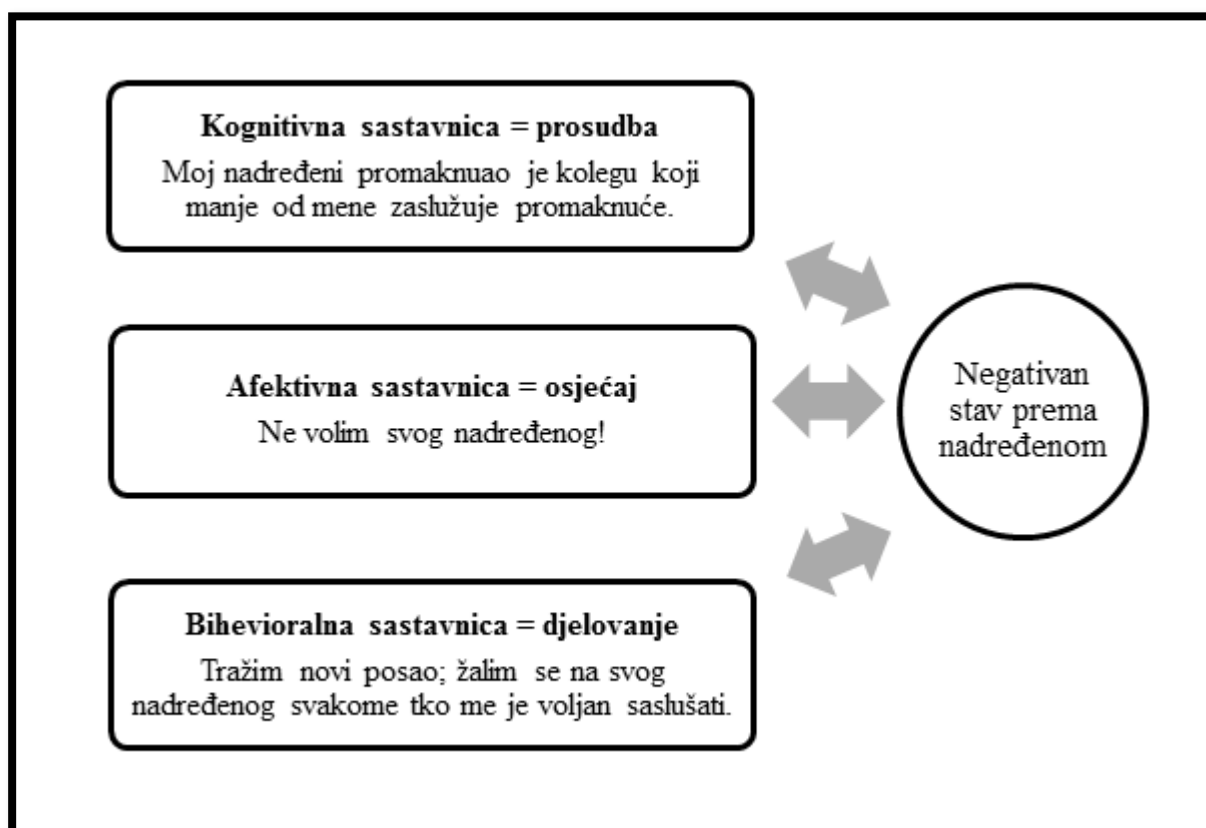 Kognitivna sastavnica = prosudba
Moj nadređeni promaknuao je kolegu koji
manje od mene zaslužuje promaknuće.
Afektivna sastavnica = osjećaj
Ne volim svog nadređenog!
Negativan
stav prema
nadređenom
Bihevioralna sastavnica = djelovanje
Tražim novi posao; žalim se na svog
nadređenog svakome tko me je voljan saslušati.